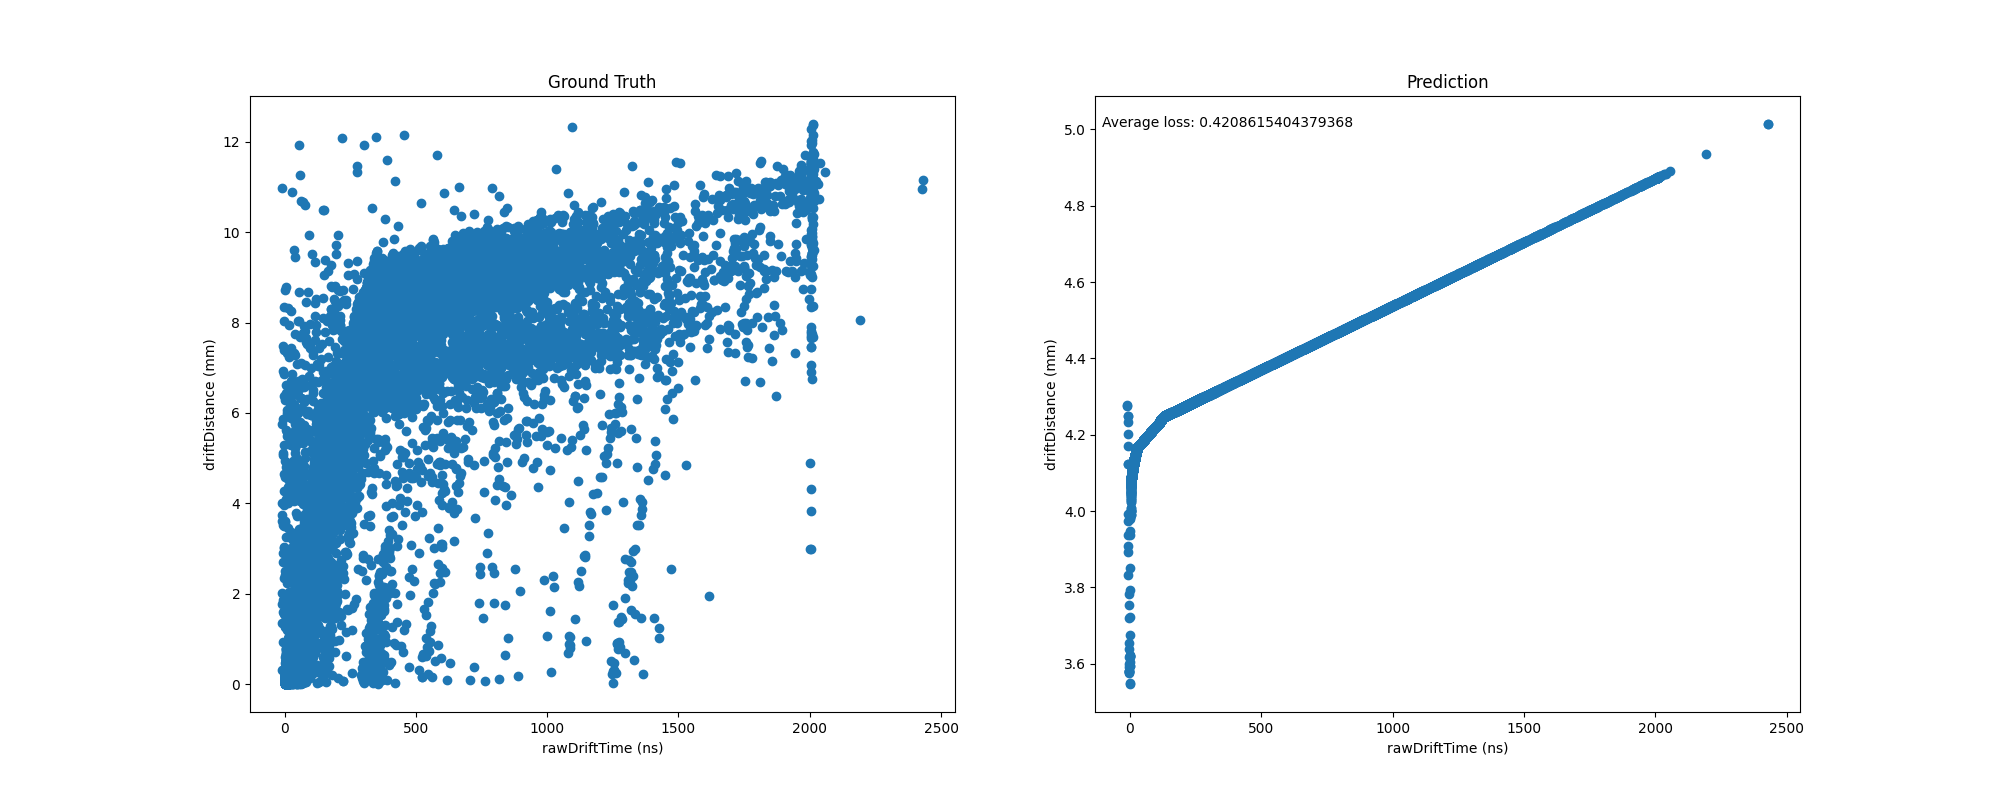 Ground Truth
12
10
8
6
4
2
0
driftDistance (mm)
0 500 1000 1500 2000 2500
rawDriftTime (ns)
Prediction
Average loss: 0.4208615404379368
5.0
4.8
4.6
4.4
4.2
4.0
3.8
3.6
driftDistance (mm)
0 500 1000 1500 2000 2500
rawDriftTime (ns)